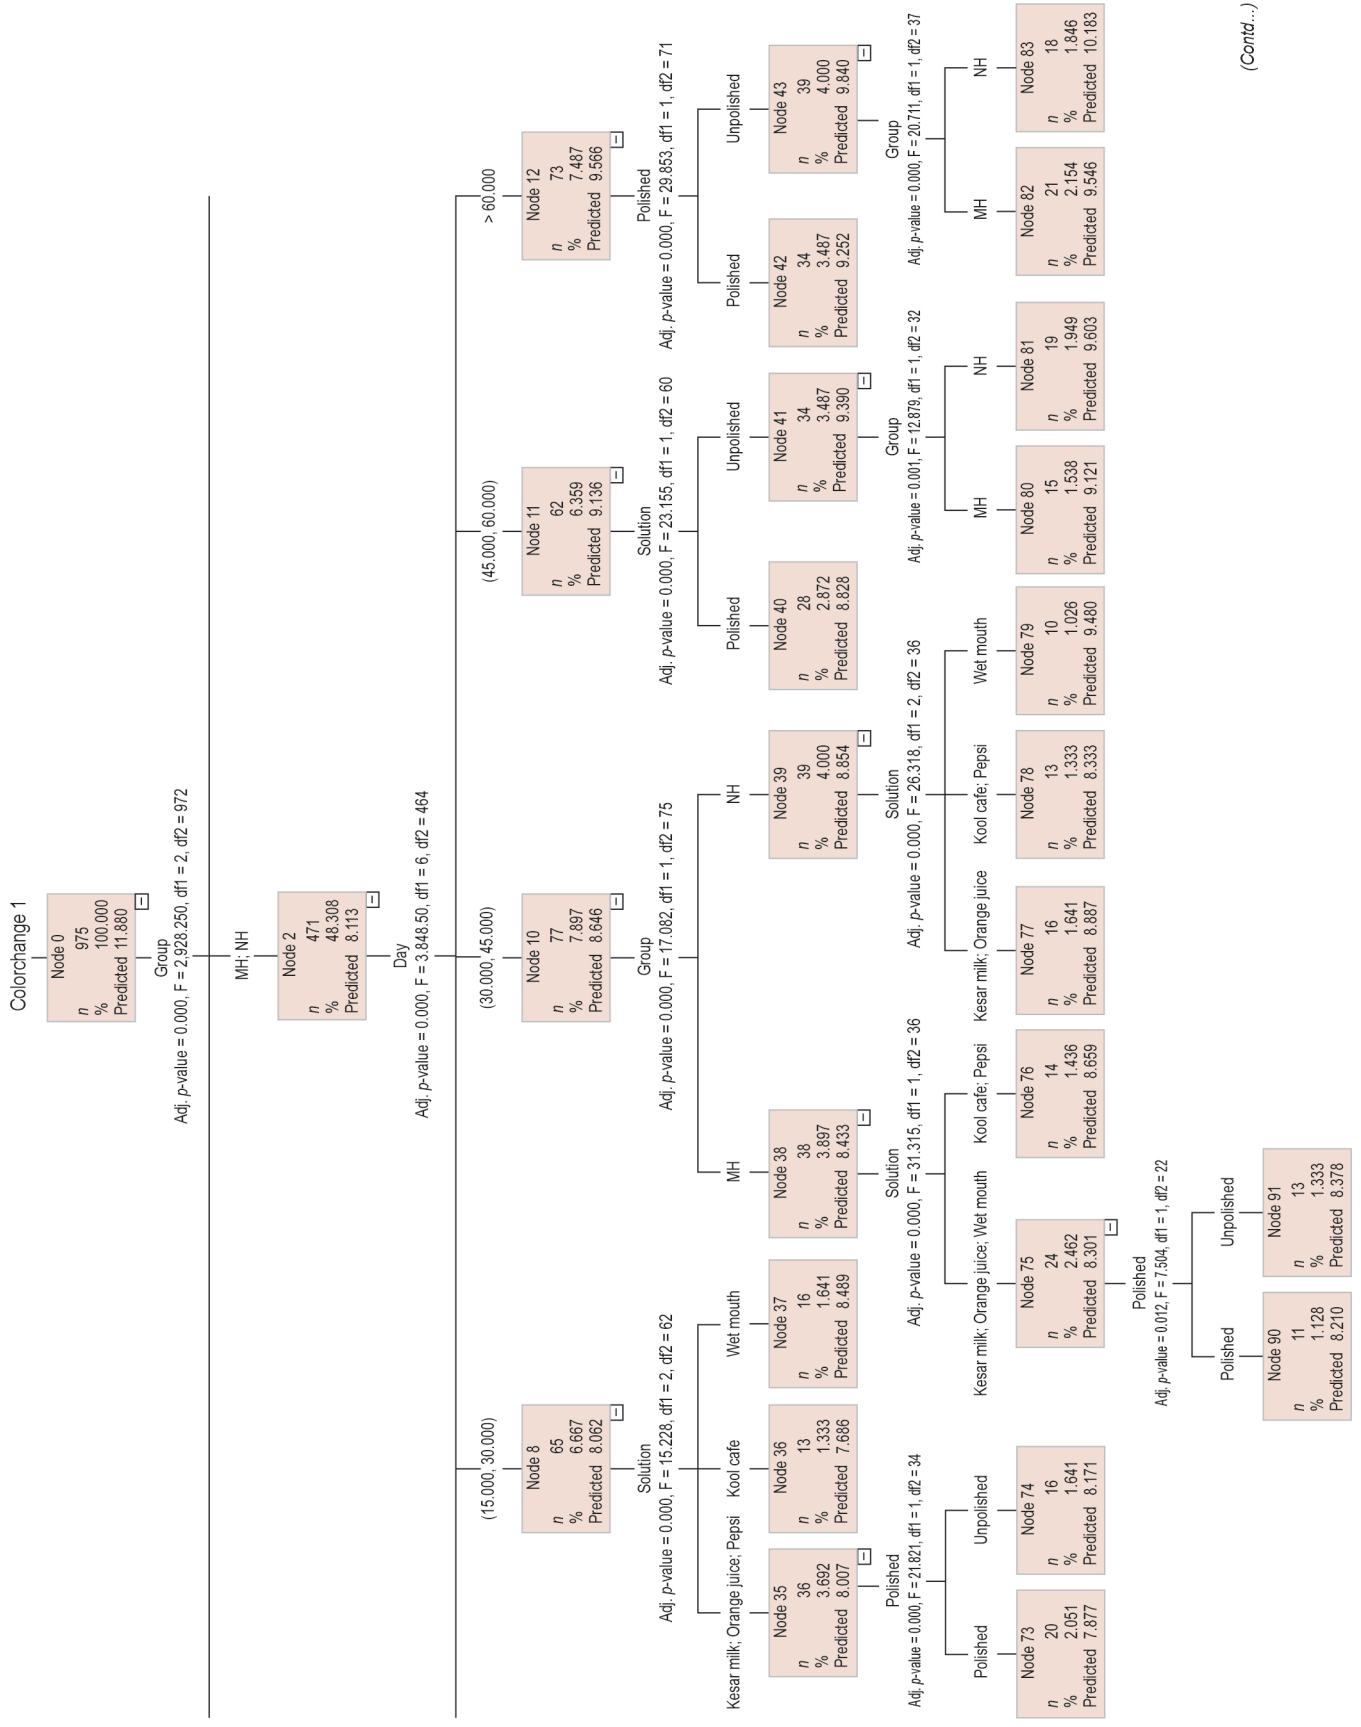 Colorchange 1
Node 0
n 975
% 100.000
Predicted 11.880
Group
Adj. p-value = 0.000, F = 2,928.250, df1 = 2, df2 = 972
MH; NH
Node 2
n 471
% 48.308
Predicted 8.113
Day
Adj. p-value = 0.000, F = 3.848.50, df1 = 6, df2 = 464
(15.000, 30.000)
(30.000, 45.000)
(45.000, 60.000)
> 60.000
Node 8
n 65
% 6.667
Predicted 8.062
Node 10
n 77
% 7.897
Predicted 8.646
Node 11
n 62
% 6.359
Predicted 9.136
Node 12
n 73
% 7.487
Predicted 9.566
Solution
Adj. p-value = 0.000, F = 15.228, df1 = 2, df2 = 62
Group
Adj. p-value = 0.000, F = 17.082, df1 = 1, df2 = 75
Solution
Adj. p-value = 0.000, F = 23.155, df1 = 1, df2 = 60
Polished
Adj. p-value = 0.000, F = 29.853, df1 = 1, df2 = 71
Kesar milk; Orange juice; Pepsi
Kool cafe
Wet mouth
MH
NH
Polished
Unpolished
Polished
Unpolished
Node 35
n 36
% 3.692
Predicted 8.007
Node 36
n 13
% 1.333
Predicted 7.686
Node 37
n 16
% 1.641
Predicted 8.489
Node 38
n 38
% 3.897
Predicted 8.433
Node 39
n 39
% 4.000
Predicted 8.854
Node 40
n 28
% 2.872
Predicted 8.828
Node 41
n 34
% 3.487
Predicted 9.390
Node 42
n 34
% 3.487
Predicted 9.252
Node 43
n 39
% 4.000
Predicted 9.840
Polished
Adj. p-value = 0.000, F = 21.821, df1 = 1, df2 = 34
Solution
Adj. p-value = 0.000, F = 31.315, df1 = 1, df2 = 36
Solution
Adj. p-value = 0.000, F = 26.318, df1 = 2, df2 = 36
Group
Adj. p-value = 0.001, F = 12.879, df1 = 1, df2 = 32
Group
Adj. p-value = 0.000, F = 20.711, df1 = 1, df2 = 37
Polished
Unpolished
Kesar milk; Orange juice; Wet mouth
Kool cafe; Pepsi
Kesar milk; Orange juice
Kool cafe; Pepsi
Wet mouth
MH
NH
MH
NH
Node 73
n 20
% 2.051
Predicted 7.877
Node 74
n 16
% 1.641
Predicted 8.171
Node 75
n 24
% 2.462
Predicted 8.301
Node 76
n 14
% 1.436
Predicted 8.659
Node 77
n 16
% 1.641
Predicted 8.887
Node 78
n 13
% 1.333
Predicted 8.333
Node 79
n 10
% 1.026
Predicted 9.480
Node 80
n 15
% 1.538
Predicted 9.121
Node 81
n 19
% 1.949
Predicted 9.603
Node 82
n 21
% 2.154
Predicted 9.546
Node 83
n 18
% 1.846
Predicted 10.183
Polished
Adj. p-value = 0.012, F = 7.504, df1 = 1, df2 = 22
Polished
Unpolished
Node 90
n 11
% 1.128
Predicted 8.210
Node 91
n 13
% 1.333
Predicted 8.378
(Contd...)